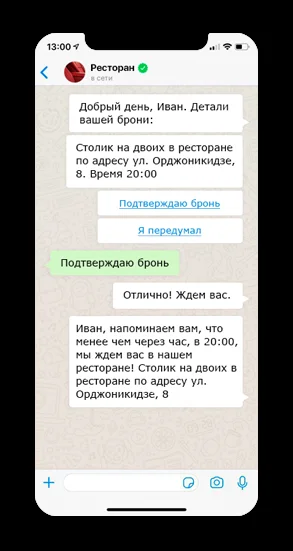 13:00
Ресторан
в сети
Добрый день, Иван. Детали
вашей брони:
Столик на двоих в ресторане
по адресу ул. Орджоникидзе,
8. Время 20:00
Подтверждаю бронь
Я передумал
Подтверждаю бронь
Отлично! Ждем вас.
Иван, напоминаем вам, что
менее чем через час, в 20:00,
мы ждем вас в нашем
ресторане! Столик на двоих в
ресторане по адресу ул.
Орджоникидзе, 8